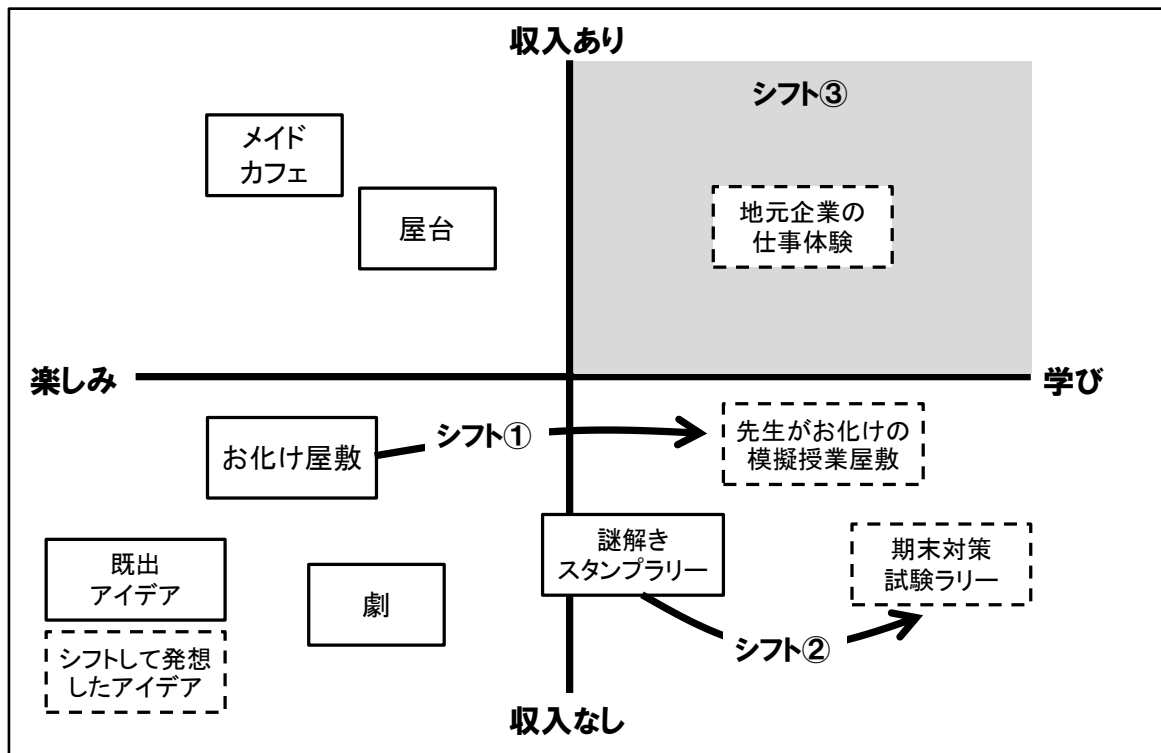 収入あり
シフト③
メイド
カフェ
屋台
地元企業の
仕事体験
楽しみ
学び
お化け屋敷
シフト①
先生がお化けの
模擬授業屋敷
謎解き
スタンプラリー
期末対策
試験ラリー
既出
アイデア
劇
シフト②
シフトして発想
したアイデア
収入なし